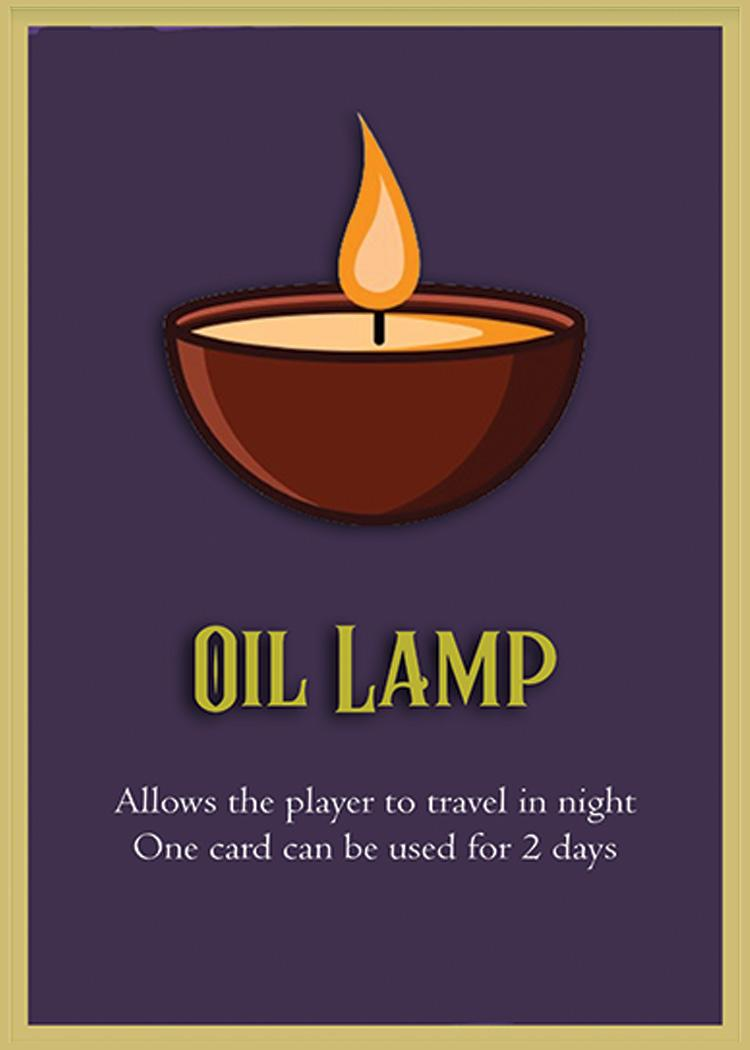 Oil Lamp
Allows the player to travel in night
One card can be used for 2 days